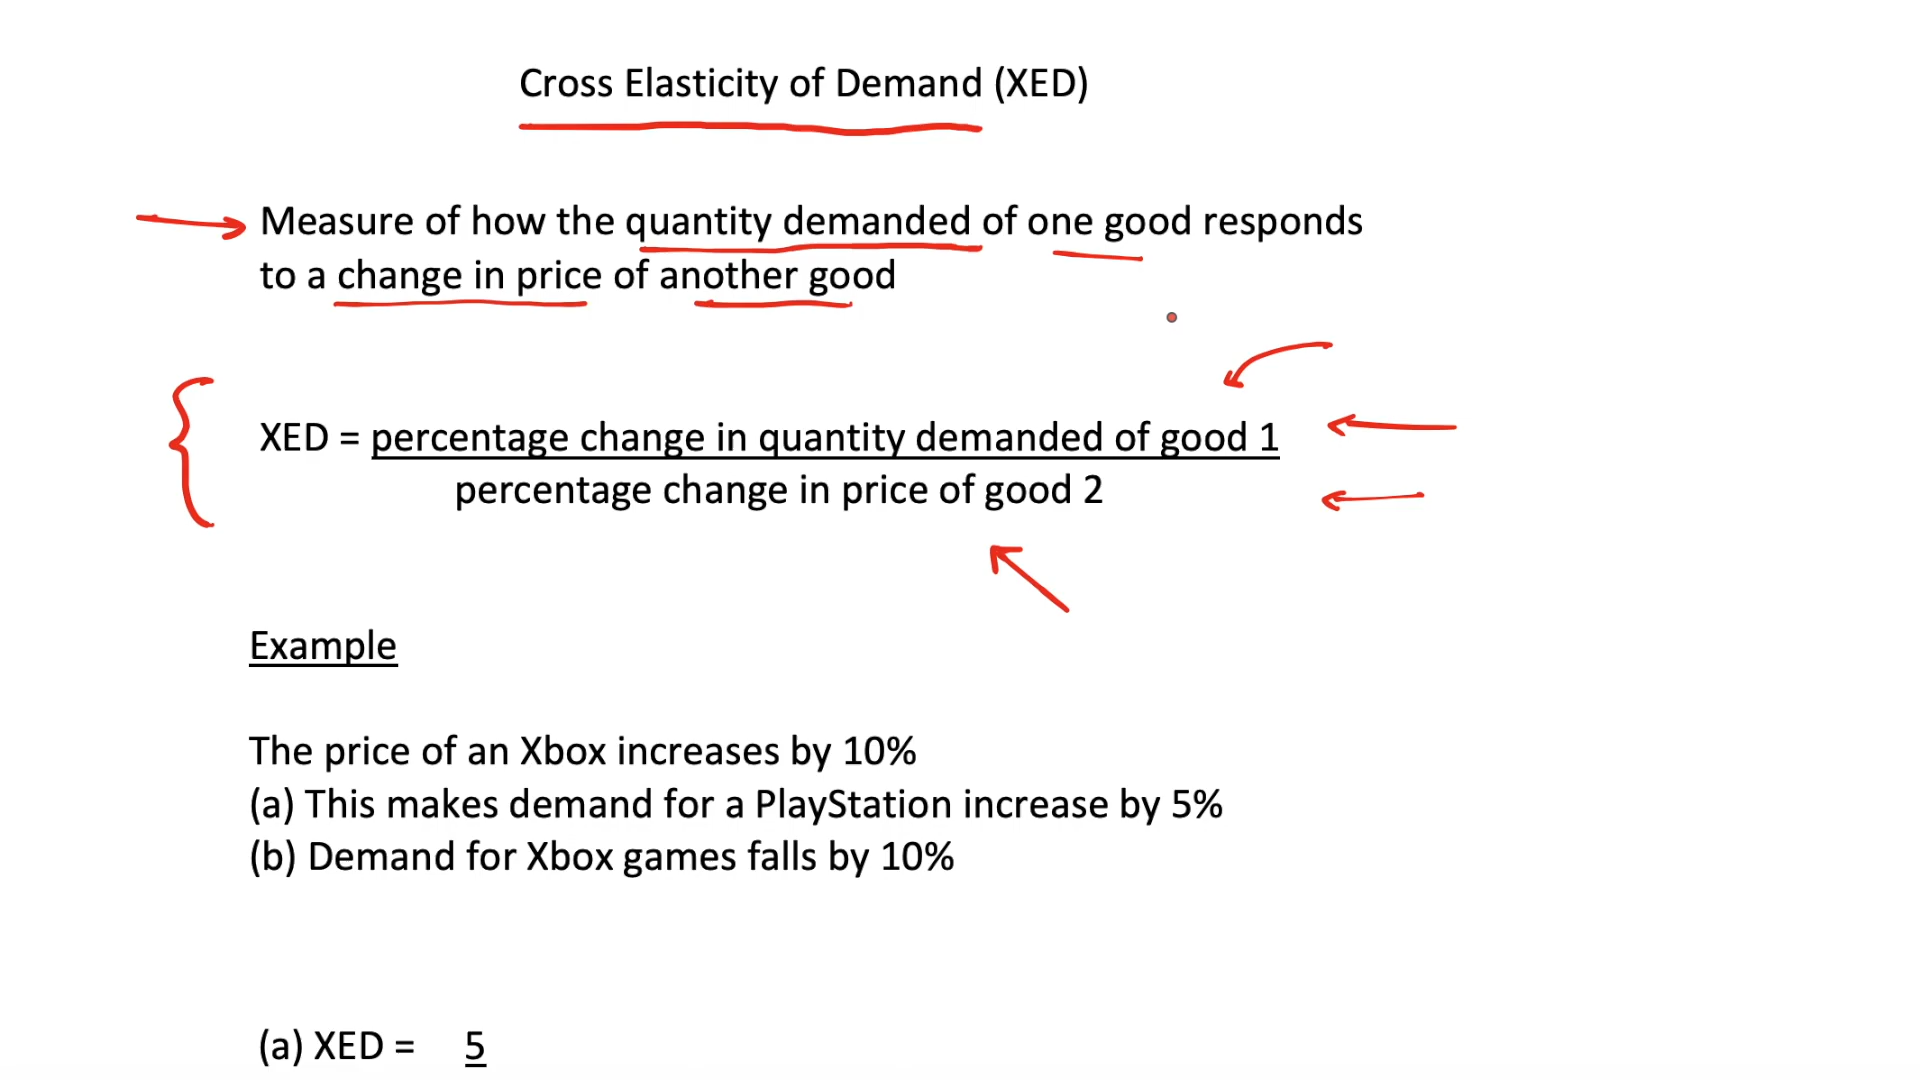 Cross Elasticity of Demand (XED)
Measure of how the quantity demanded of one good responds
to a change in price of another good
XED = percentage change in quantity demanded of good 1
percentage change in price of good 2
Example
The price of an Xbox increases by 10%
(a) This makes demand for a PlayStation increase by 5%
(b) Demand for Xbox games falls by 10%
(a) XED = 5